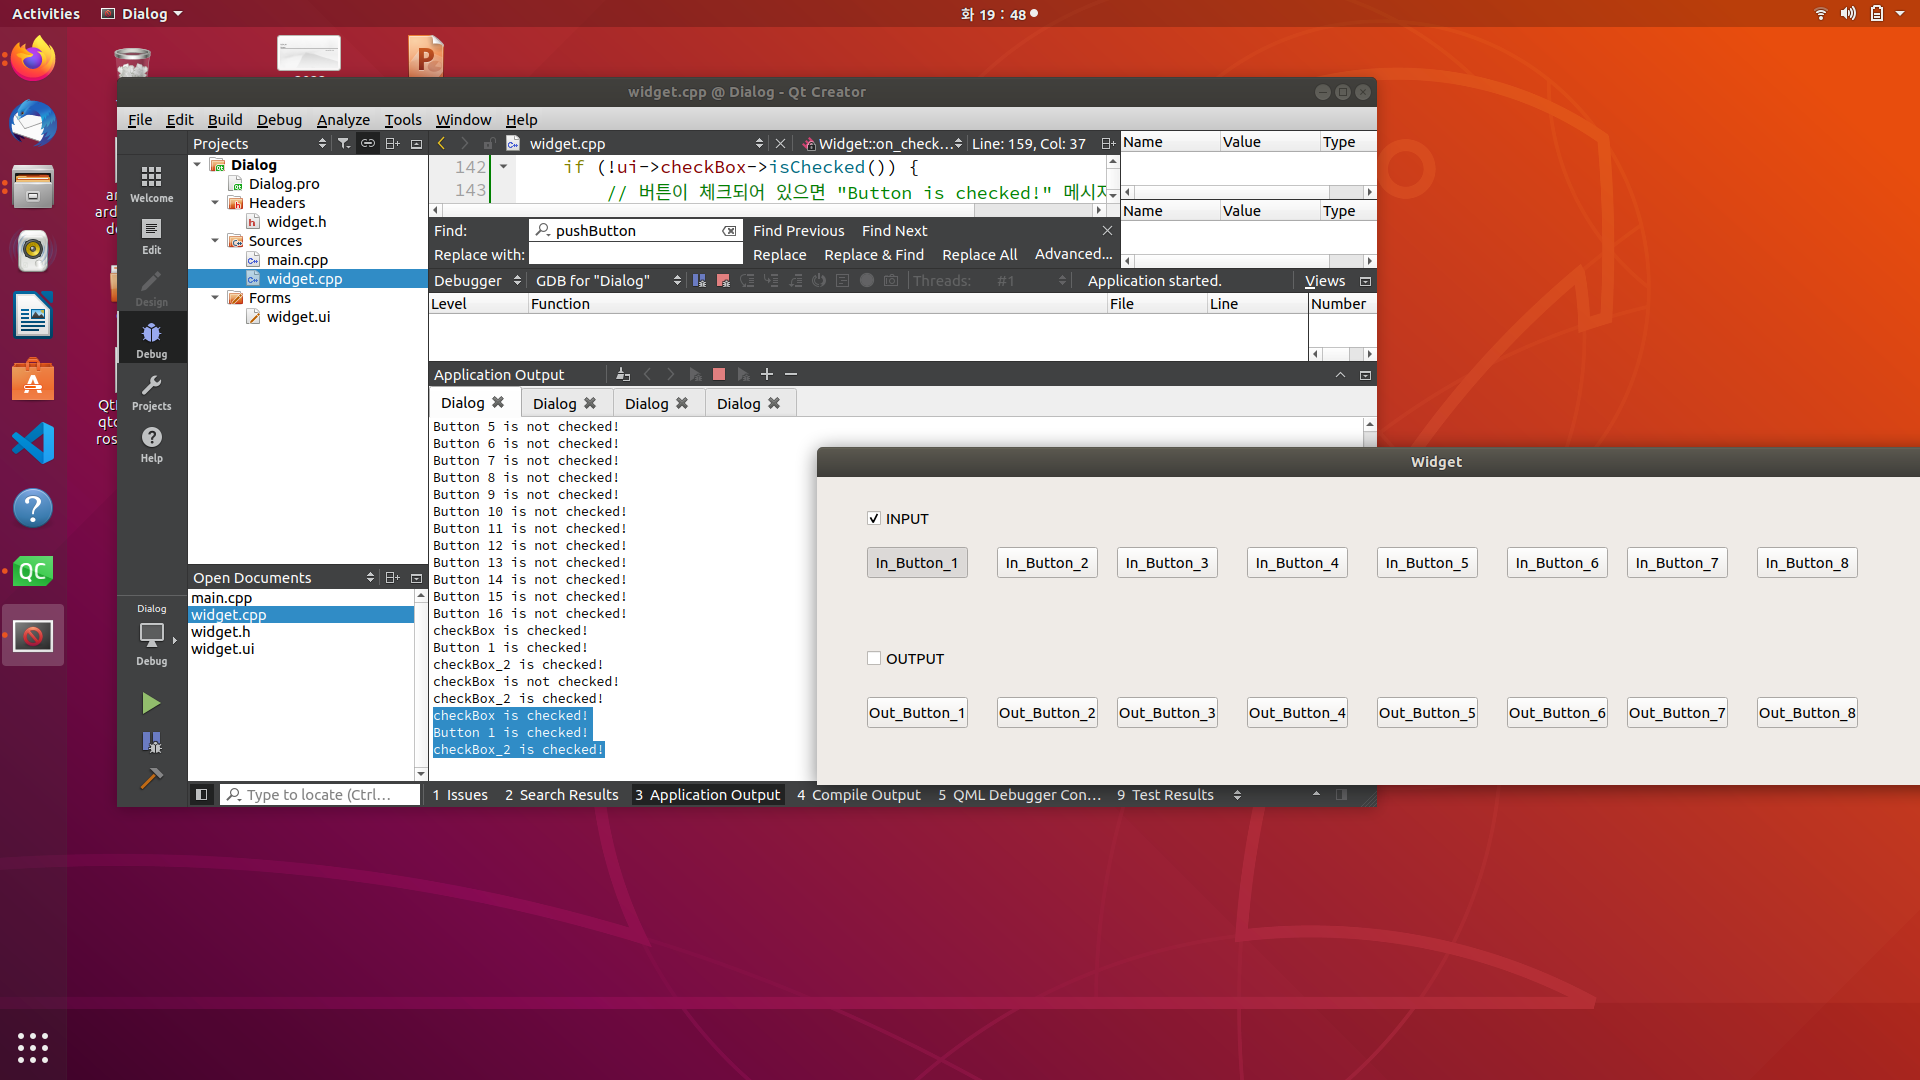 Activities
Dialog
화 19 : 48
widget.cpp @ Dialog - Qt Creator
File Edit Build Debug Analyze Tools Window Help
Projects
widget.cpp
Widget::on_check...
Line: 159, Col: 37
Name Value Type
Dialog
Dialog.pro
Headers
widget.h
Sources
main.cpp
widget.cpp
Forms
widget.ui
Welcome
Edit
Design
Debug
Projects
Help
142 if (!ui->checkBox->isChecked()) {
143 // 버튼이 체크되어 있으면 "Button is checked!" 메시지
Name Value Type
Find: pushButton
Find Previous Find Next
Replace with:
Replace Replace & Find Replace All Advanced...
Debugger GDB for "Dialog" Threads: #1 Application started. Views
Level Function File Line Number
Application Output
Dialog Dialog Dialog Dialog
Button 5 is not checked!
Button 6 is not checked!
Button 7 is not checked!
Button 8 is not checked!
Button 9 is not checked!
Button 10 is not checked!
Button 11 is not checked!
Button 12 is not checked!
Button 13 is not checked!
Button 14 is not checked!
Button 15 is not checked!
Button 16 is not checked!
checkBox is checked!
Button 1 is checked!
checkBox_2 is checked!
checkBox is not checked!
checkBox_2 is checked!
checkBox is checked!
Button 1 is checked!
checkBox_2 is checked!
Open Documents
main.cpp
widget.cpp
widget.h
widget.ui
Dialog
Debug
Type to locate (Ctrl...
1 Issues 2 Search Results 3 Application Output 4 Compile Output 5 QML Debugger Con... 9 Test Results
Widget
INPUT
In_Button_1 In_Button_2 In_Button_3 In_Button_4 In_Button_5 In_Button_6 In_Button_7 In_Button_8
OUTPUT
Out_Button_1 Out_Button_2 Out_Button_3 Out_Button_4 Out_Button_5 Out_Button_6 Out_Button_7 Out_Button_8
QC